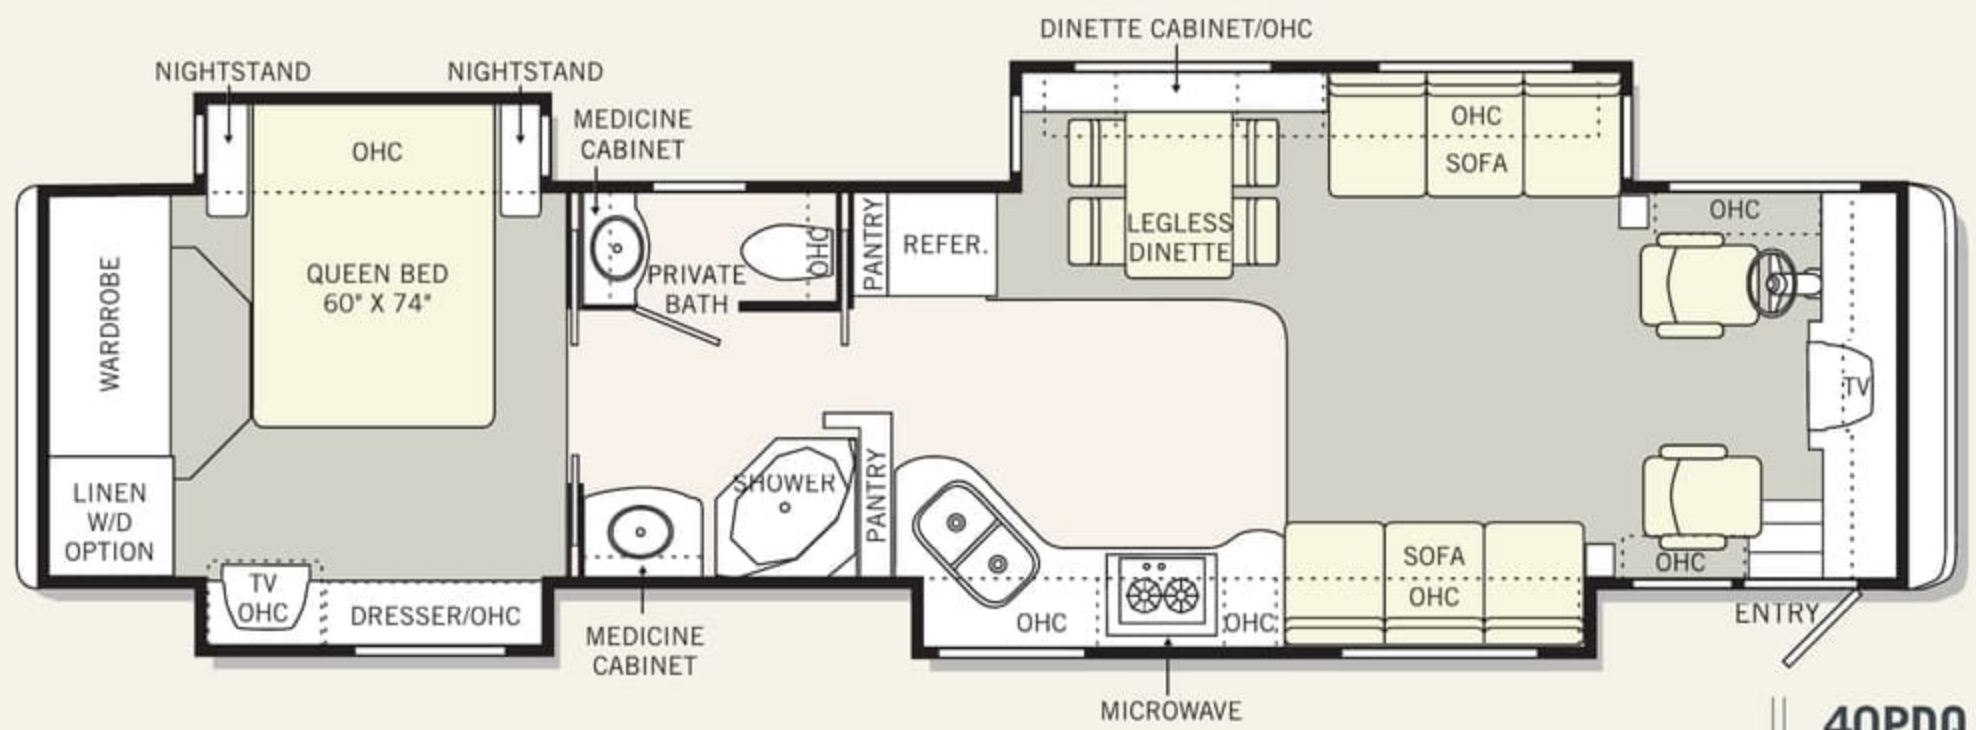 DINETTE CABINET/OHC
NIGHTSTAND
NIGHTSTAND
MEDICINE
CABINET
OHC
OHC
SOFA
OHC
PANTRY
REFER.
LEGLESS
DINETTE
OHC
PRIVATE
BATH
QUEEN BED
60" X 74"
WARDROBE
TV
SHOWER
PANTRY
LINEN
W/D
OPTION
SOFA
OHC
OHC
TV
OHC
DRESSER/OHC
OHC
OHC
ENTRY
MEDICINE
CABINET
MICROWAVE